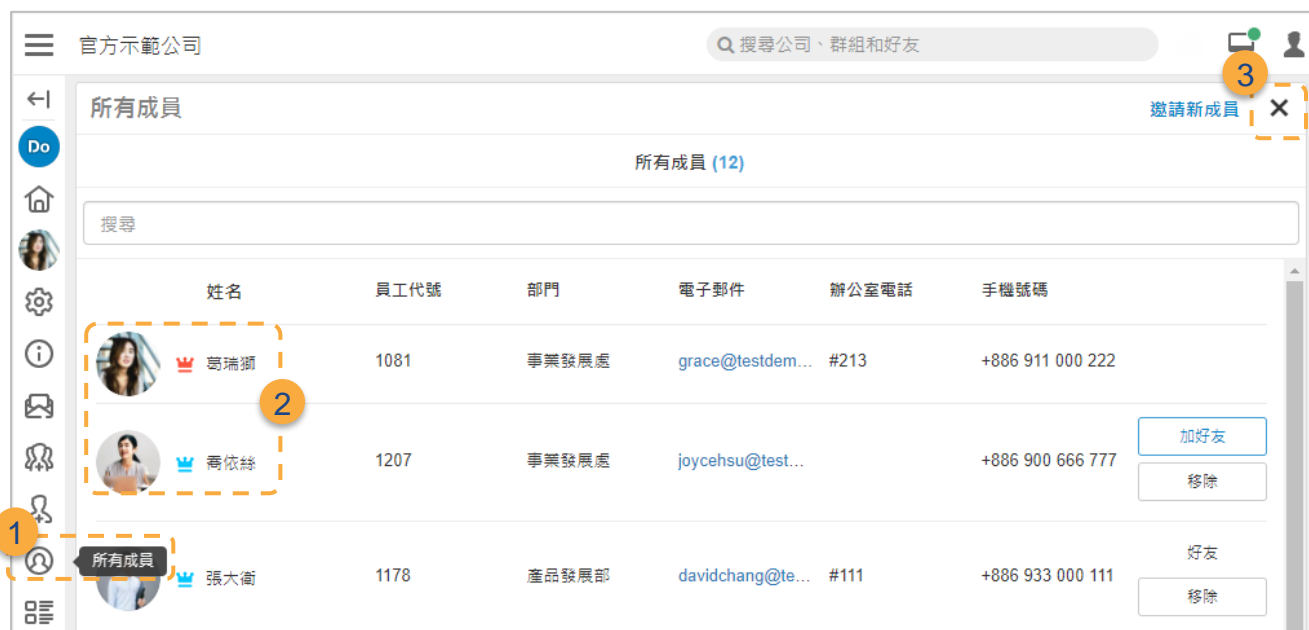 官方示範公司
搜尋公司、群組和好友
3
所有成員
邀請新成員
Do
所有成員 (12)
搜尋
姓名 員工代號 部門 電子郵件 辦公室電話 手機號碼
葛瑞獅 1081 事業發展處 grace@testdem... #213 +886 911 000 222
2
加好友
喬依絲 1207 事業發展處 joycehsu@test... +886 900 666 777
移除
1
所有成員
好友
張大衛 1178 產品發展部 davidchang@te... #111 +886 933 000 111
移除